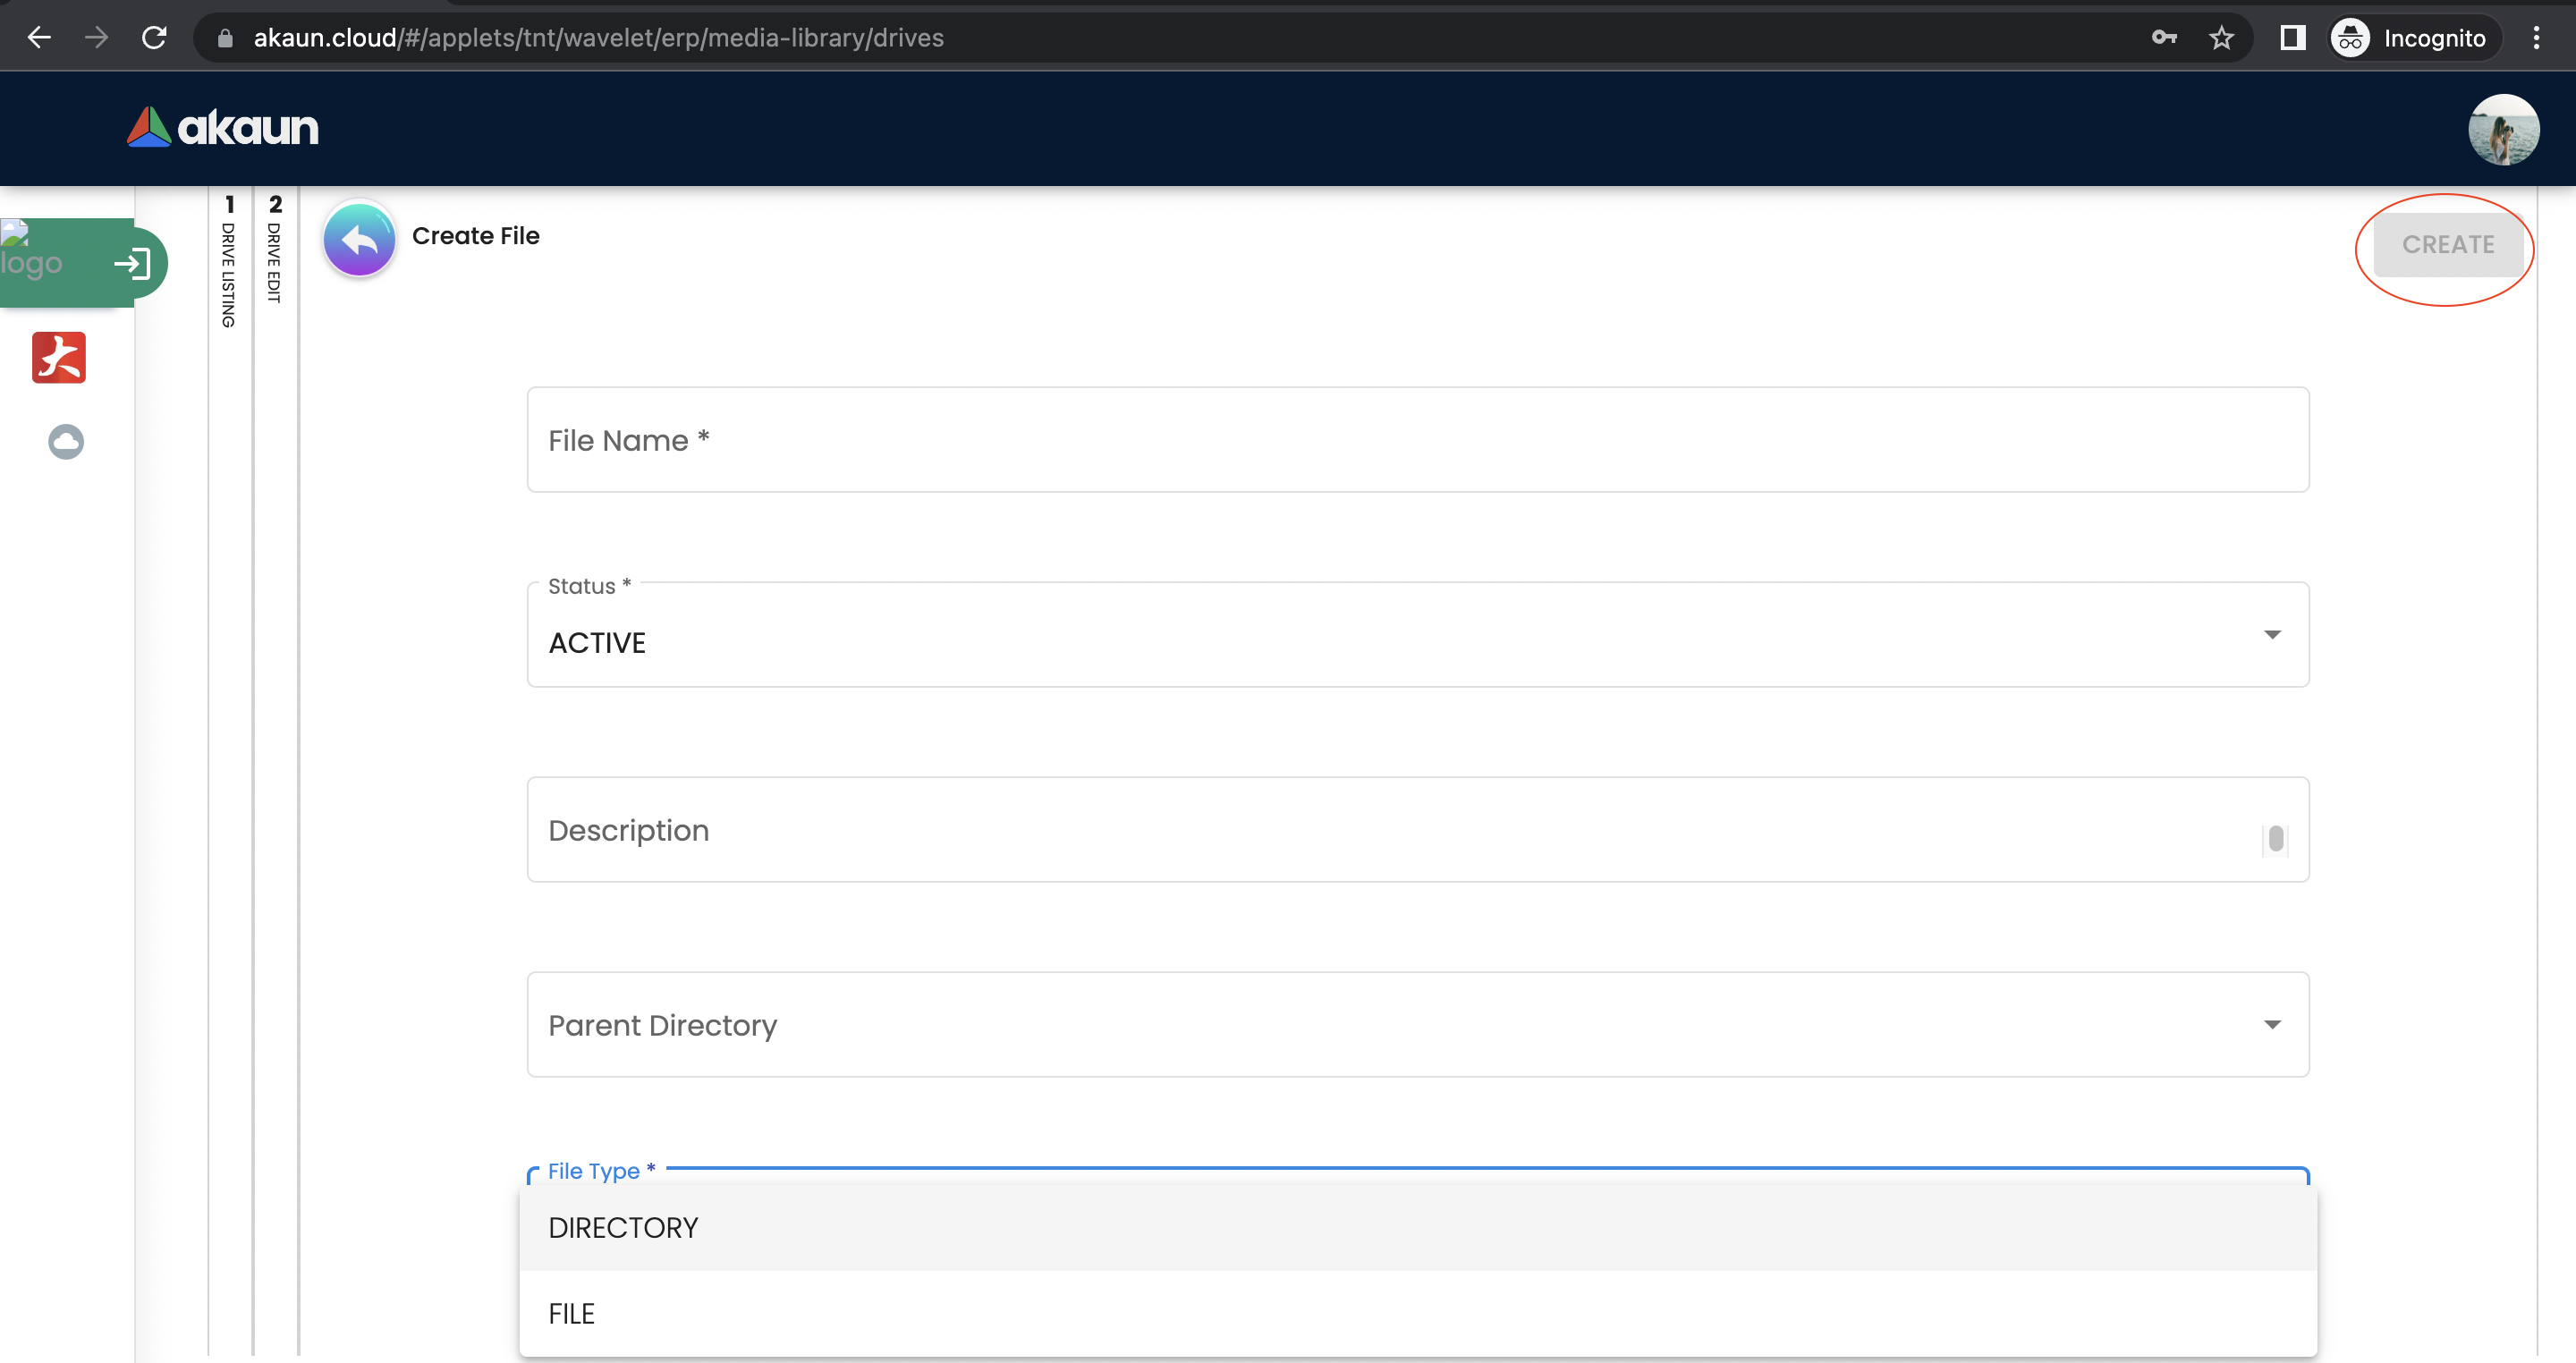 akaun.cloud/#/applets/tnt/wavelet/erp/media-library/drives
Incognito
akaun
logo
1
DRIVE LISTING
2
DRIVE EDIT
Create File
CREATE
File Name *
Status *
ACTIVE
Description
Parent Directory
File Type *
DIRECTORY
FILE